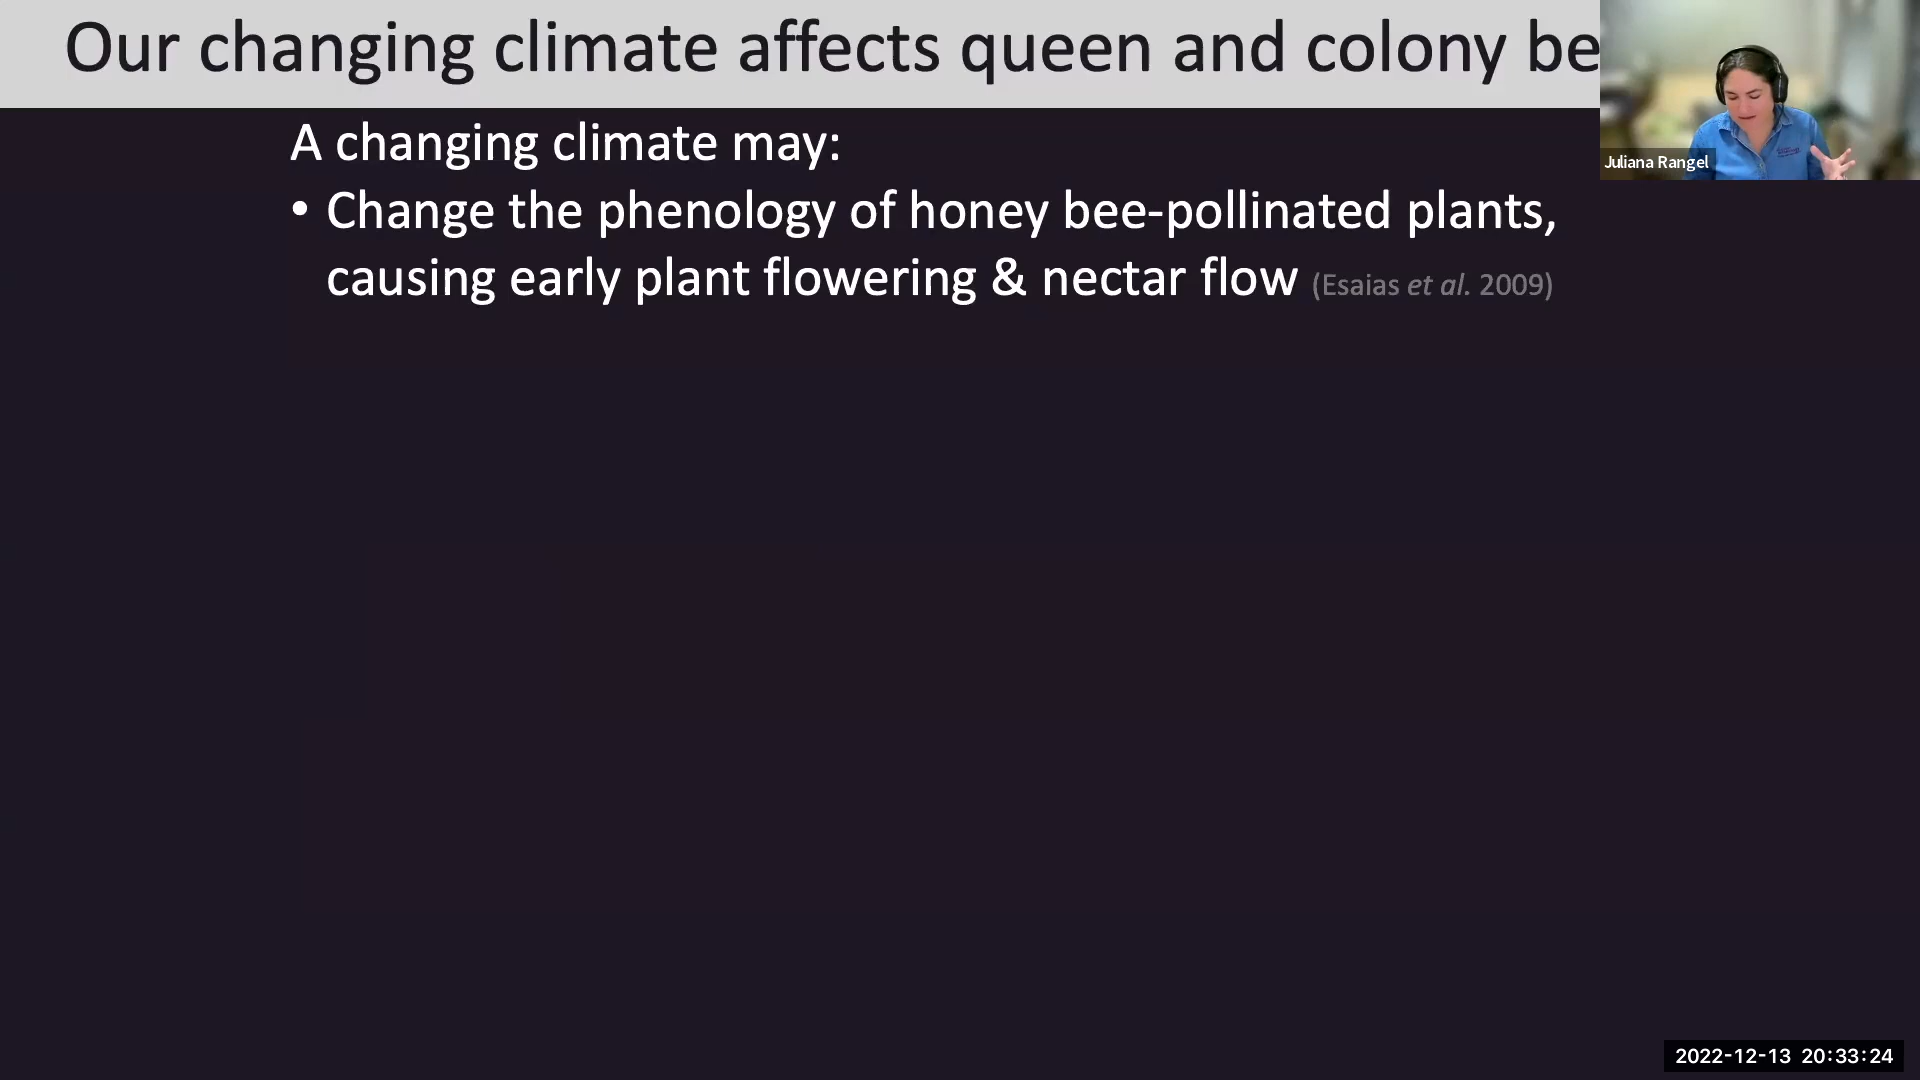 Our changing climate affects queen and colony be
Juliana Rangel
A changing climate may:
• Change the phenology of honey bee-pollinated plants,
causing early plant flowering & nectar flow (Esaias et al. 2009)
2022-12-13 20:33:24